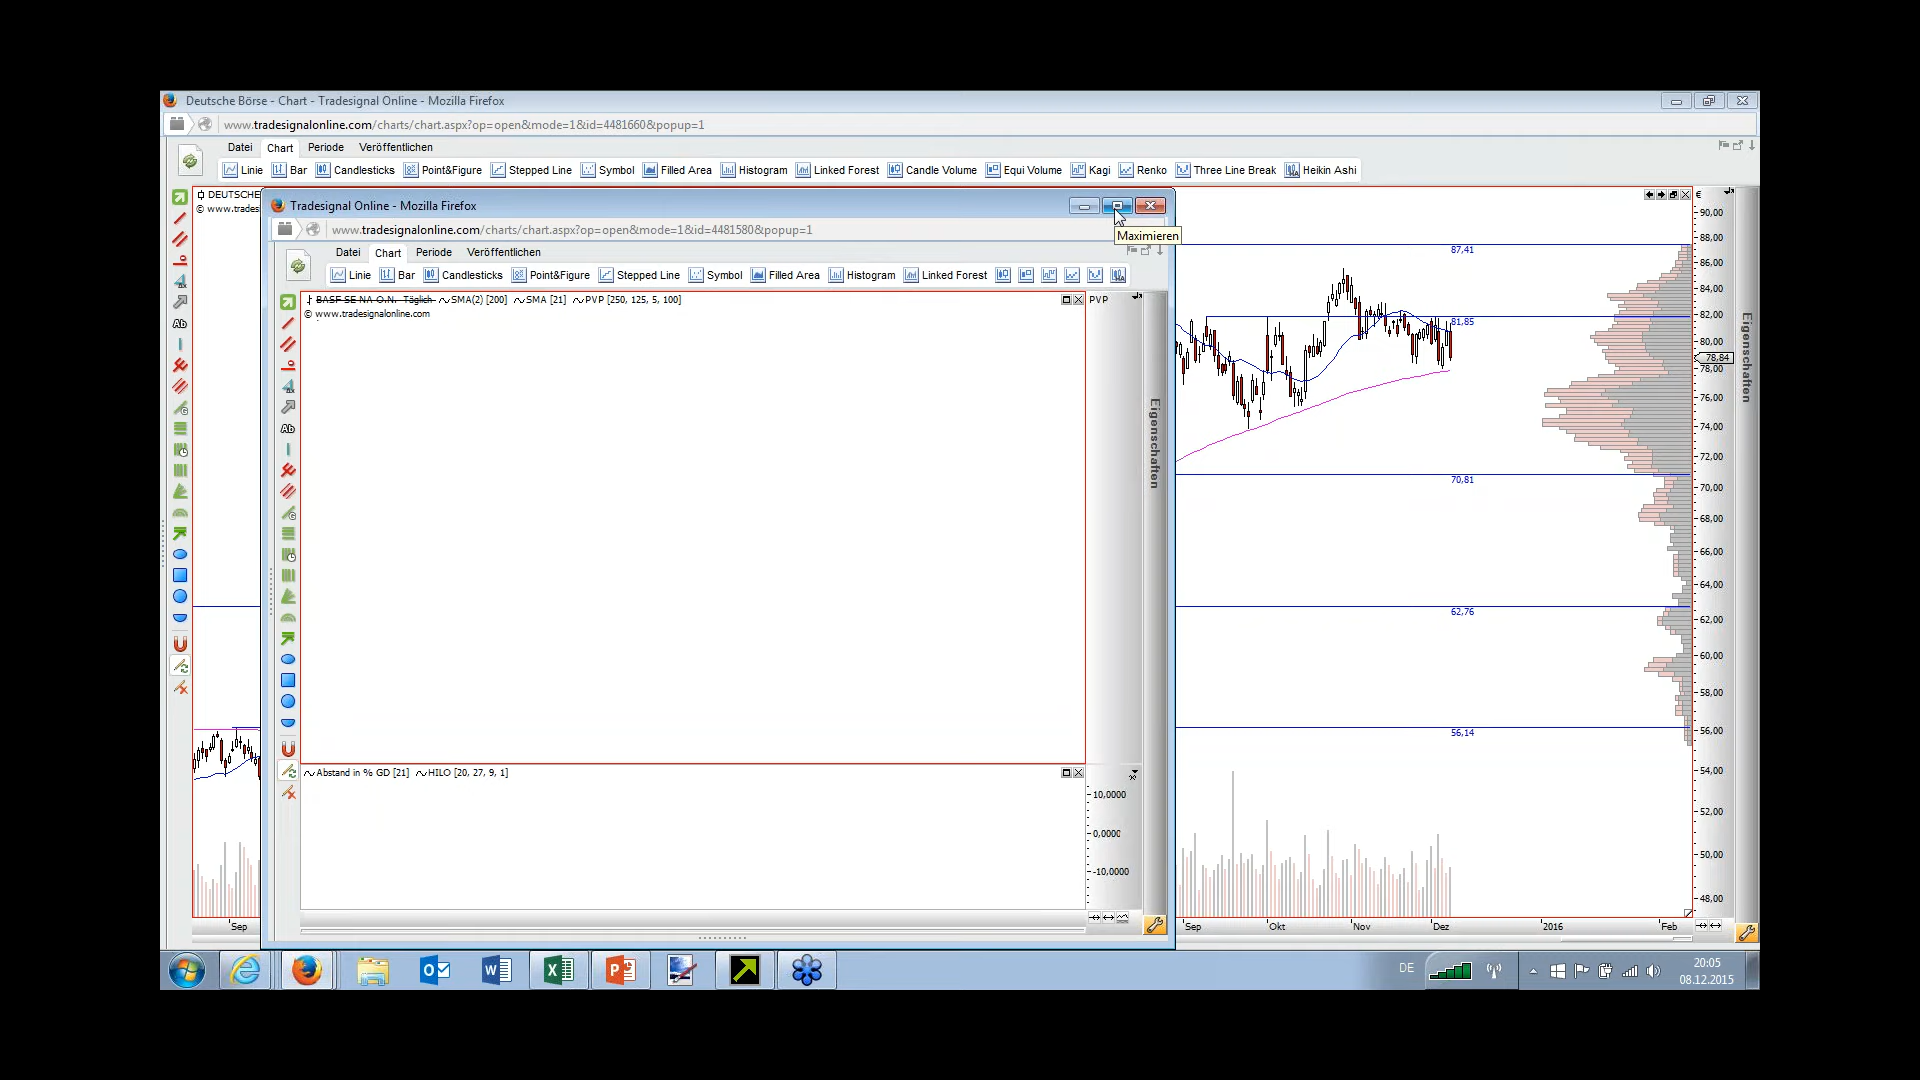 Deutsche Börse - Chart - Tradesignal Online - Mozilla Firefox
www.tradesignalonline.com/charts/chart.aspx?op=open&mode=1&id=4481660&popup=1
Datei Chart Periode Veröffentlichen
Linie Bar Candlesticks Point&Figure Stepped Line Symbol Filled Area Histogram Linked Forest Candle Volume Equi Volume Kagi Renko Three Line Break Heikin Ashi
DEUTSCHE
© www.trades
Tradesignal Online - Mozilla Firefox
www.tradesignalonline.com/charts/chart.aspx?op=open&mode=1&id=4481580&popup=1
Maximieren
Datei Chart Periode Veröffentlichen
Linie Bar Candlesticks Point&Figure Stepped Line Symbol Filled Area Histogram Linked Forest
BASF SE NA O.N. Täglich SMA(2) [200] SMA [21] PVP [250, 125, 5, 100]
PVP
© www.tradesignalonline.com
Ab
Ab
Eigenschaften
Abstand in % GD [21] HILO [20, 27, 9, 1]
10,0000
0,0000
-10,0000
€
90,00
88,00
86,00
84,00
82,00
80,00
78,84
78,00
76,00
74,00
72,00
70,00
68,00
66,00
64,00
62,00
60,00
58,00
56,00
54,00
52,00
50,00
48,00
87,41
81,85
70,81
62,76
56,14
Eigenschaften
Sep
Sep Okt Nov Dez 2016 Feb
DE
20:05
08.12.2015